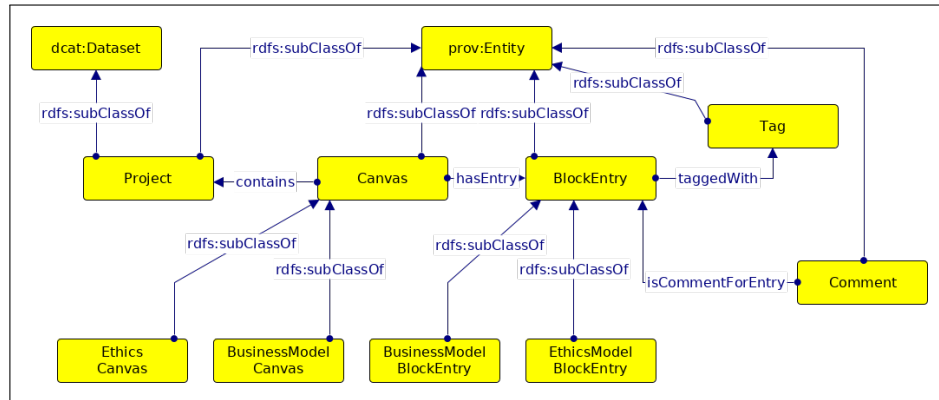 dcat:Dataset
rdfs:subClassOf
prov:Entity
rdfs:subClassOf
rdfs:subClassOf
rdfs:subClassOf
rdfs:subClassOf
rdfs:subClassOf
Tag
Project
contains
Canvas
hasEntry
BlockEntry
taggedWith
rdfs:subClassOf
rdfs:subClassOf
rdfs:subClassOf
rdfs:subClassOf
isCommentForEntry
Comment
Ethics
Canvas
BusinessModel
Canvas
BusinessModel
BlockEntry
EthicsModel
BlockEntry